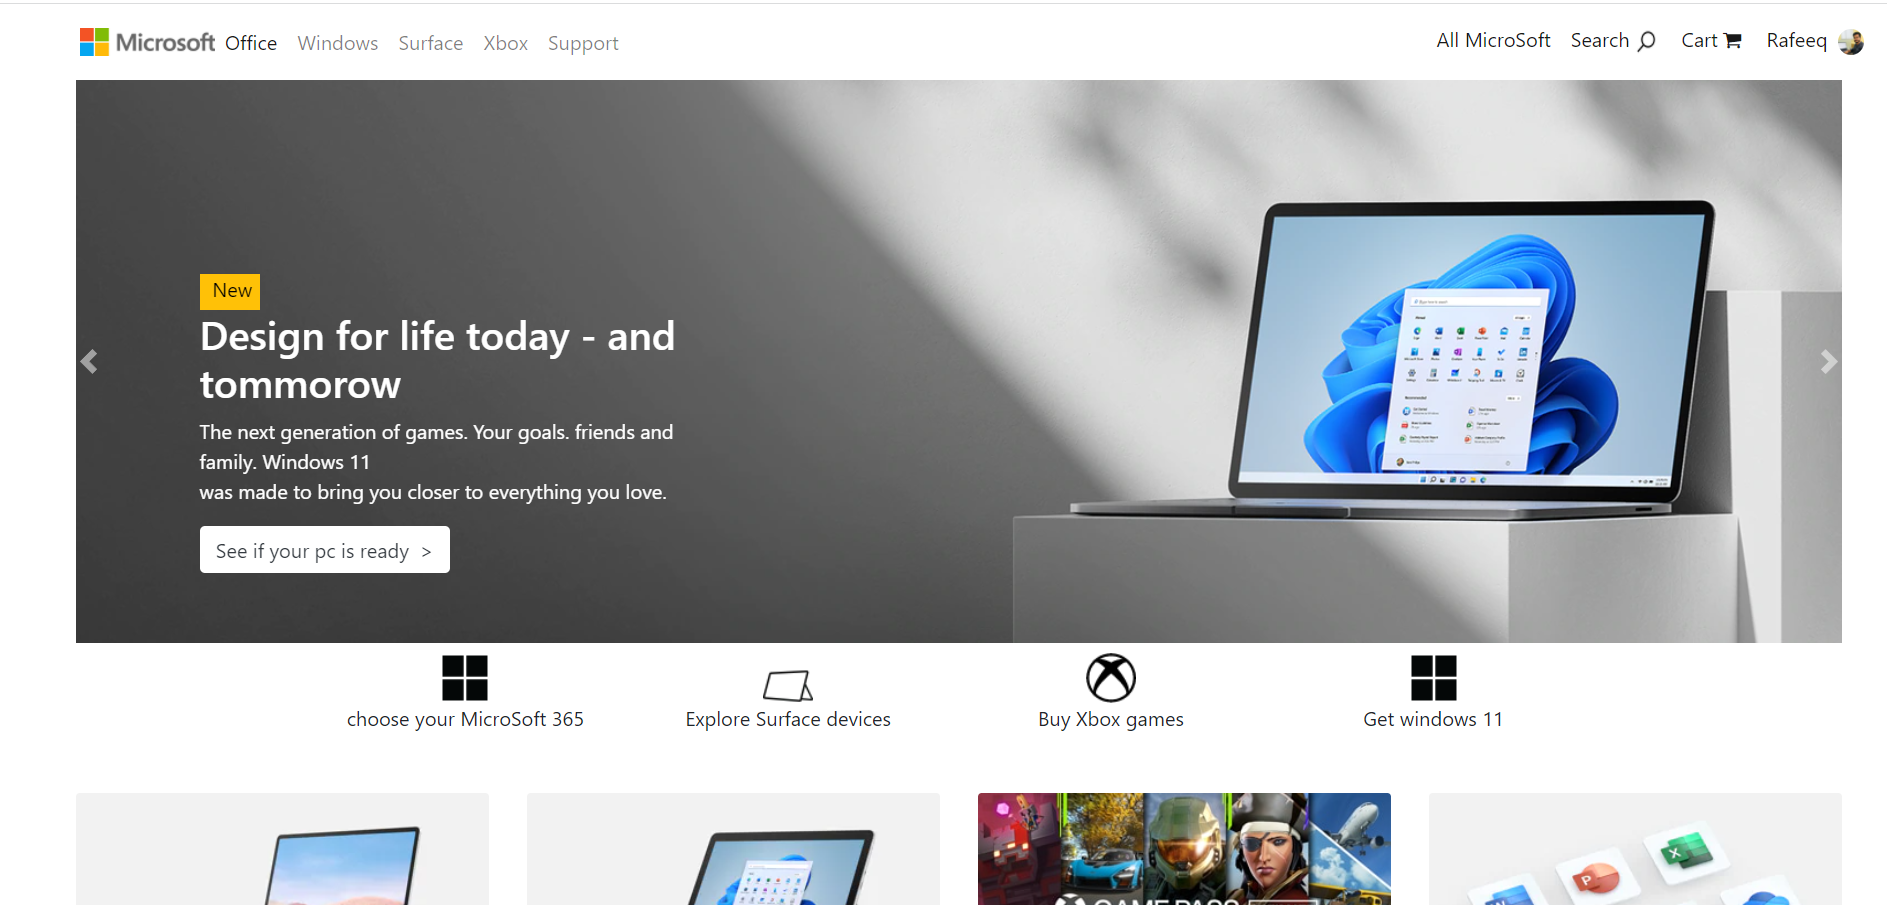 Microsoft Office Windows Surface Xbox Support All MicroSoft Search Cart Rafeeq
New
Design for life today - and
tommorow
The next generation of games. Your goals. friends and
family. Windows 11
was made to bring you closer to everything you love.
See if your pc is ready >
choose your MicroSoft 365 Explore Surface devices Buy Xbox games Get windows 11
GAME PASS